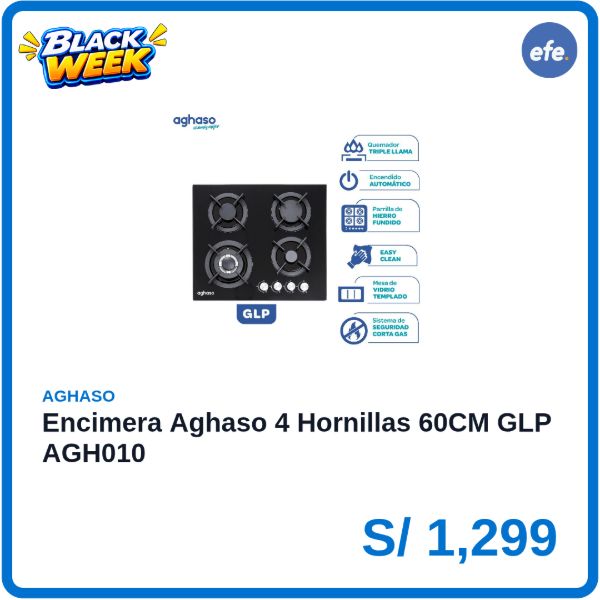 BLACK
WEEK
efe.
aghaso
Quemador
TRIPLE LLAMA
Encendido
AUTOMÁTICO
Parrilla de
HIERRO
FUNDIDO
EASY
CLEAN
Mesa de
VIDRIO
TEMPLADO
Sistema de
SEGURIDAD
CORTA GAS
aghaso
GLP
AGHASO
Encimera Aghaso 4 Hornillas 60CM GLP
AGH010
S/ 1,299